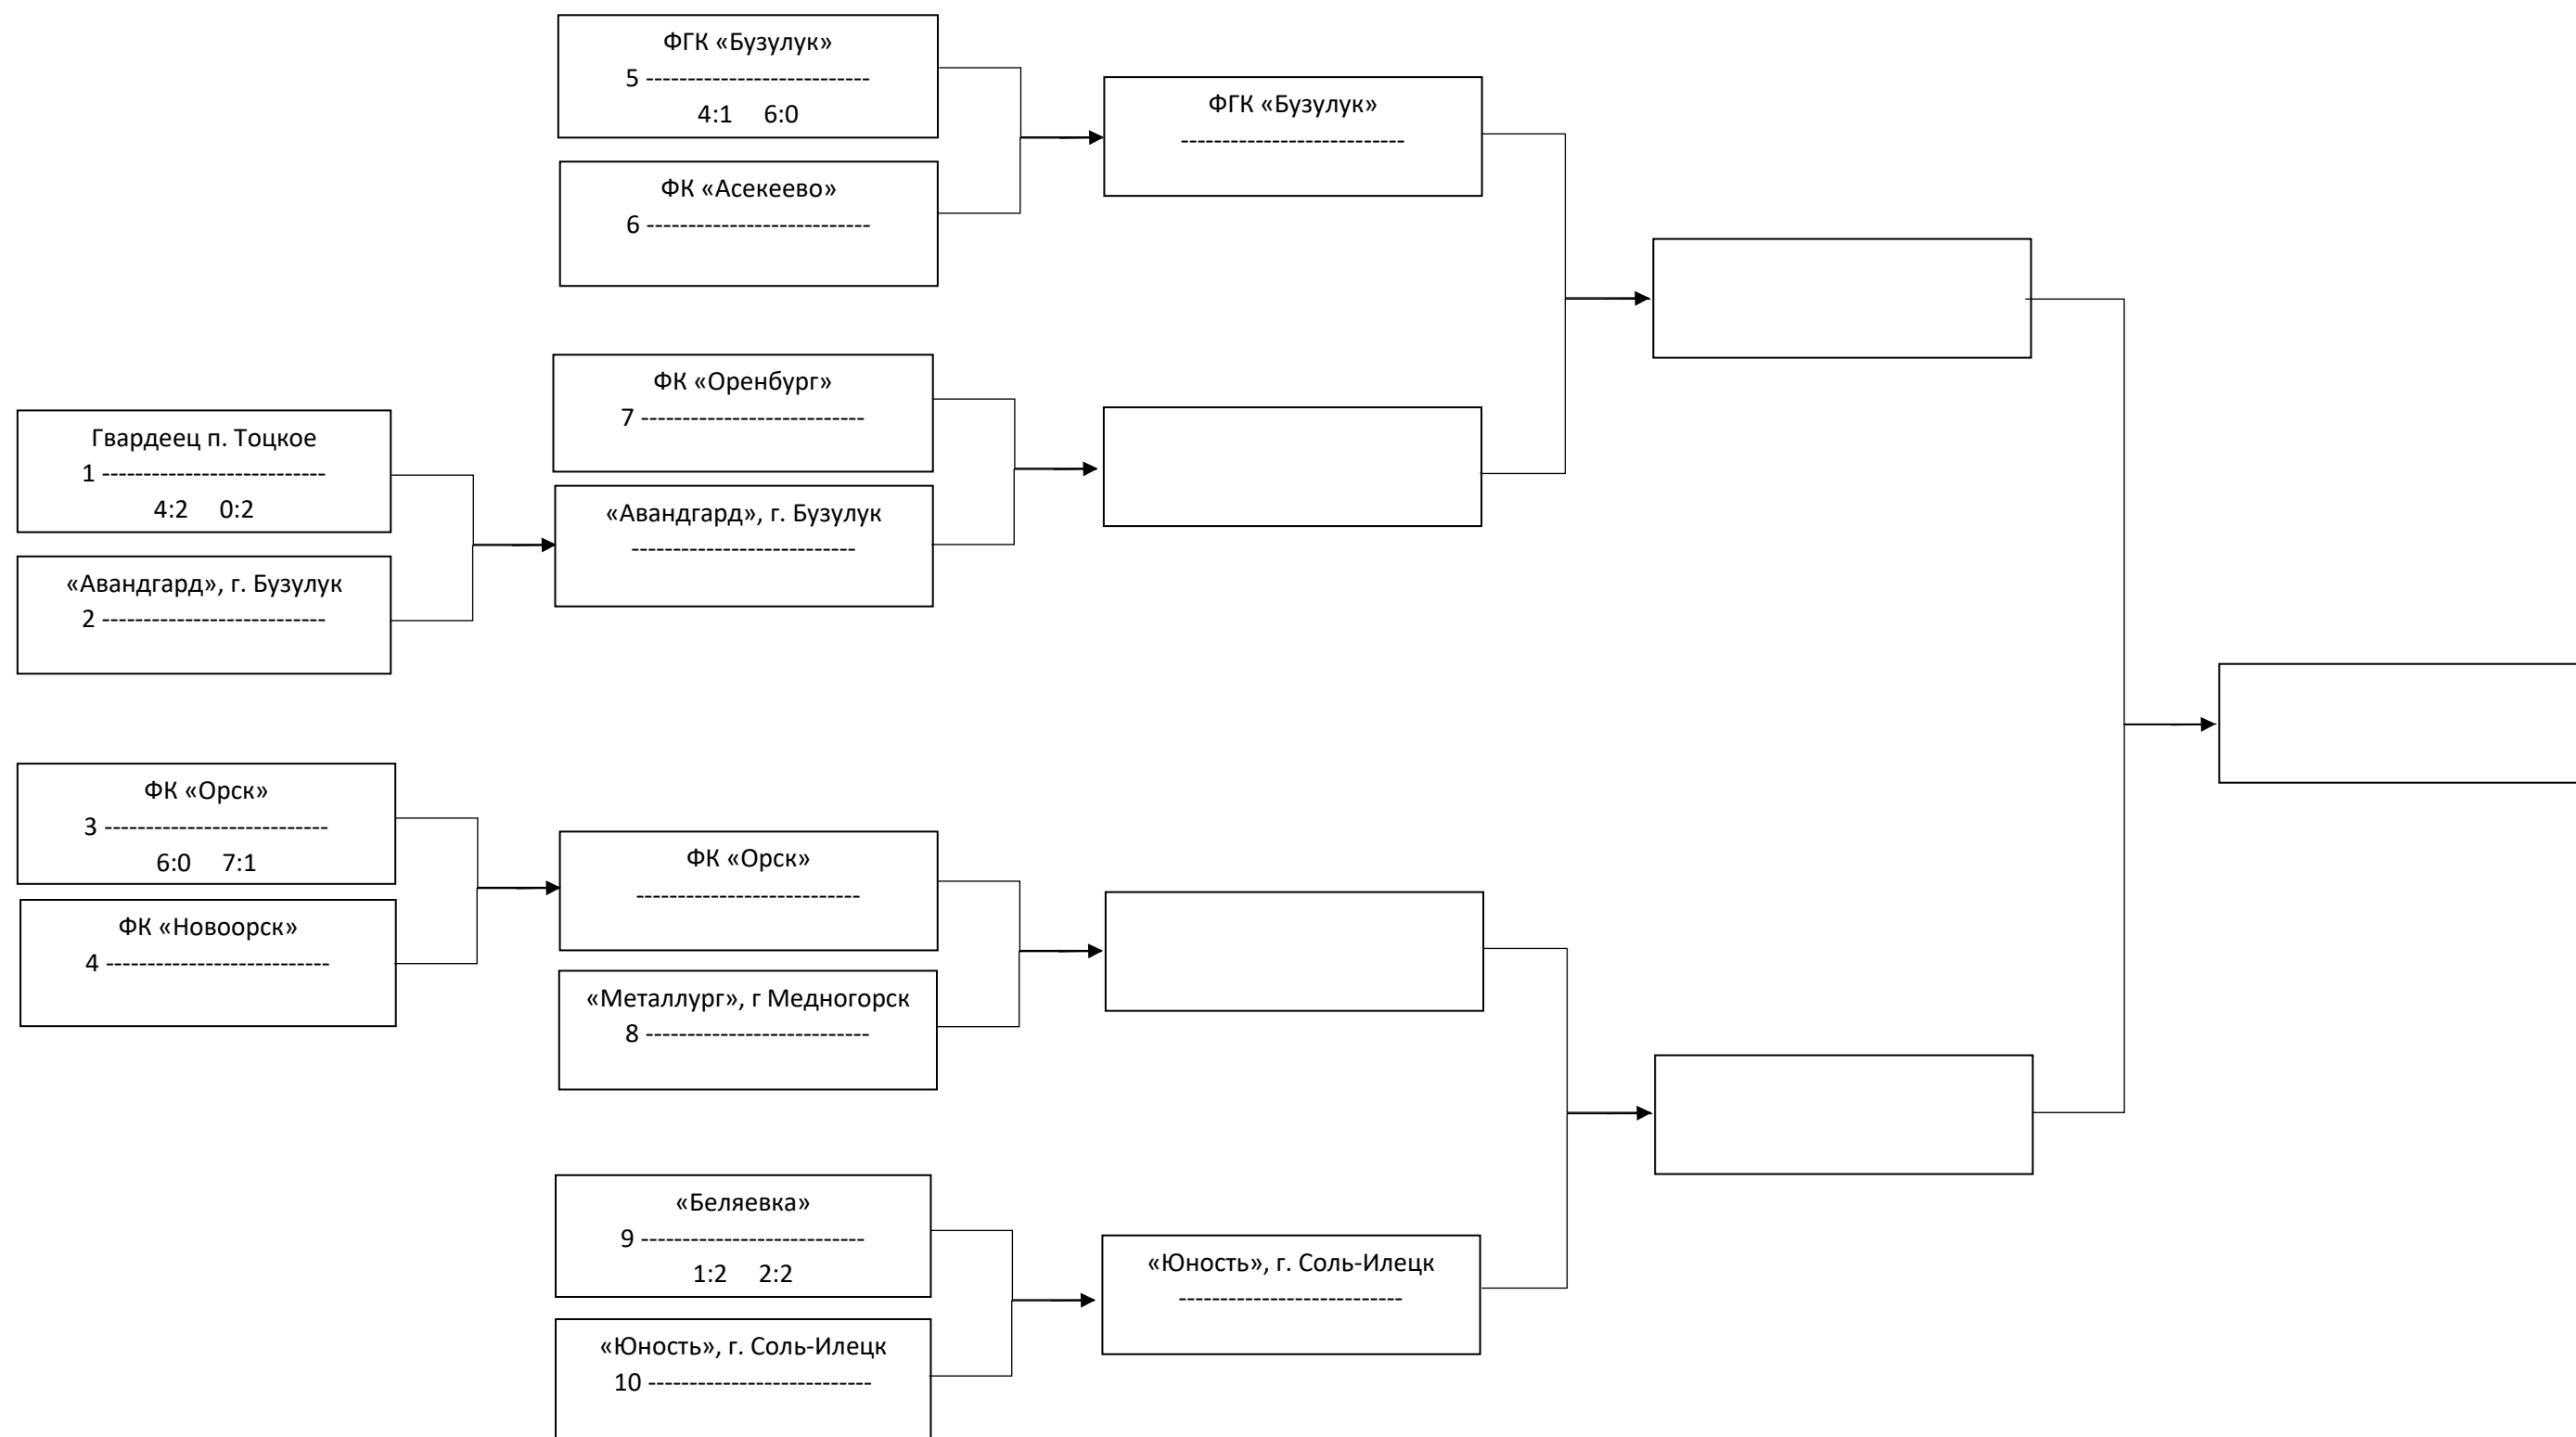 ФГК «Бузулук»
5 ---------------------------
4:1 6:0
ФК «Асекеево»
6 ---------------------------
ФГК «Бузулук»
---------------------------
ФК «Оренбург»
7 ---------------------------
Гвардеец п. Тоцкое
1 ---------------------------
4:2 0:2
«Авандгард», г. Бузулук
2 ---------------------------
«Авандгард», г. Бузулук
---------------------------
ФК «Орск»
3 ---------------------------
6:0 7:1
ФК «Новоорск»
4 ---------------------------
ФК «Орск»
---------------------------
«Металлург», г Медногорск
8 ---------------------------
«Беляевка»
9 ---------------------------
1:2 2:2
«Юность», г. Соль-Илецк
10 ---------------------------
«Юность», г. Соль-Илецк
---------------------------